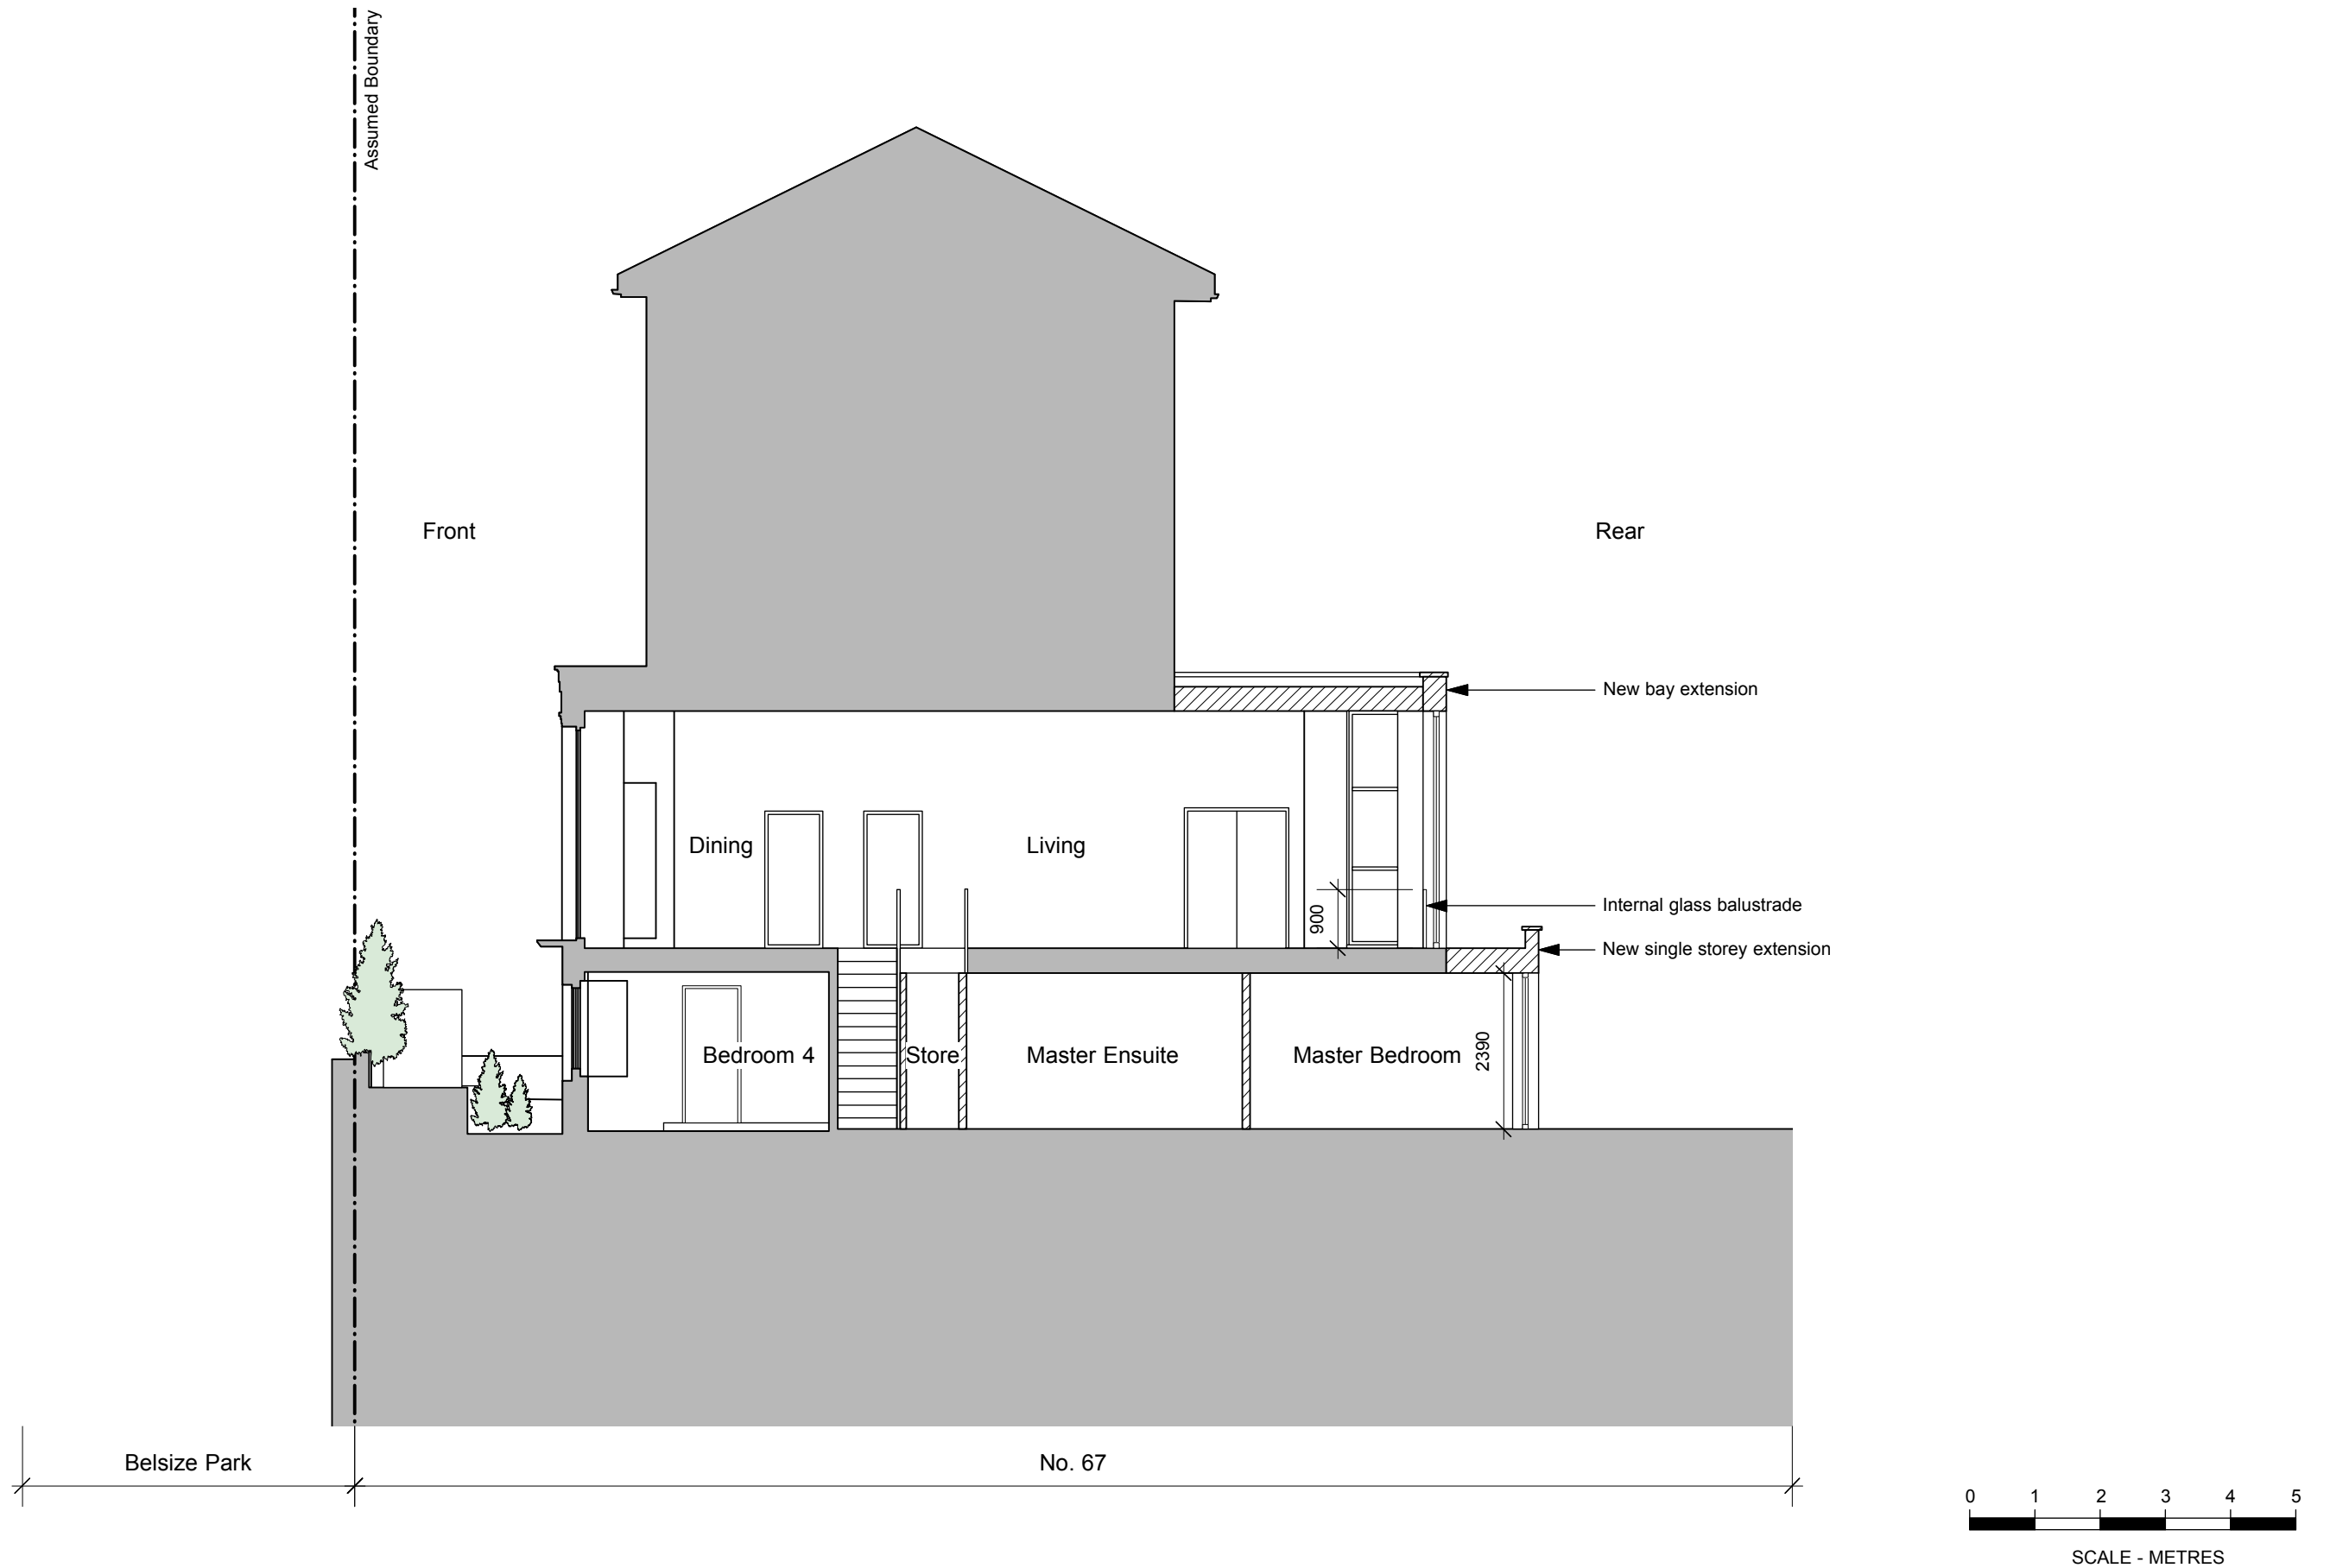 Assumed Boundary
Front
Rear
New bay extension
Dining
Living
900
Internal glass balustrade
New single storey extension
Bedroom 4
Store
Master Ensuite
Master Bedroom
2390
Belsize Park
No. 67
0 1 2 3 4 5
SCALE - METRES